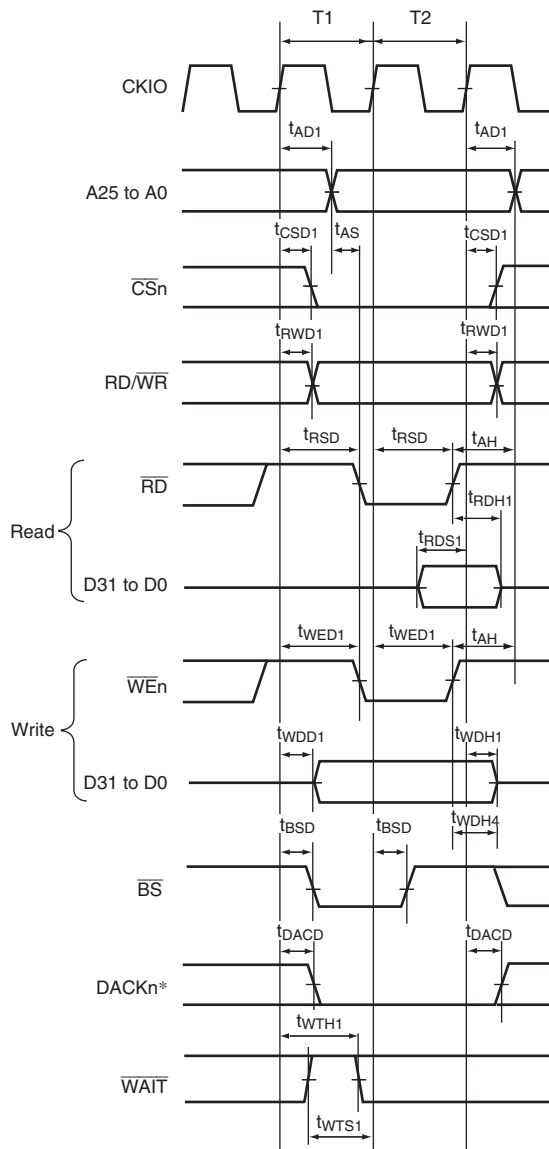 T1 T2
CKIO
tAD1 tAD1
A25 to A0
tCSD1 tAS tCSD1
CSn
tRWD1 tRWD1
RD/WR
tRSD tRSD tAH
RD
tRDH1
Read
tRDS1
D31 to D0
tWED1 tWED1 tAH
WEn
Write
tWDD1 tWDH1
D31 to D0
tWDH4
tBSD tBSD
BS
tDACD tDACD
DACKn*
tWTH1
WAIT
tWTS1